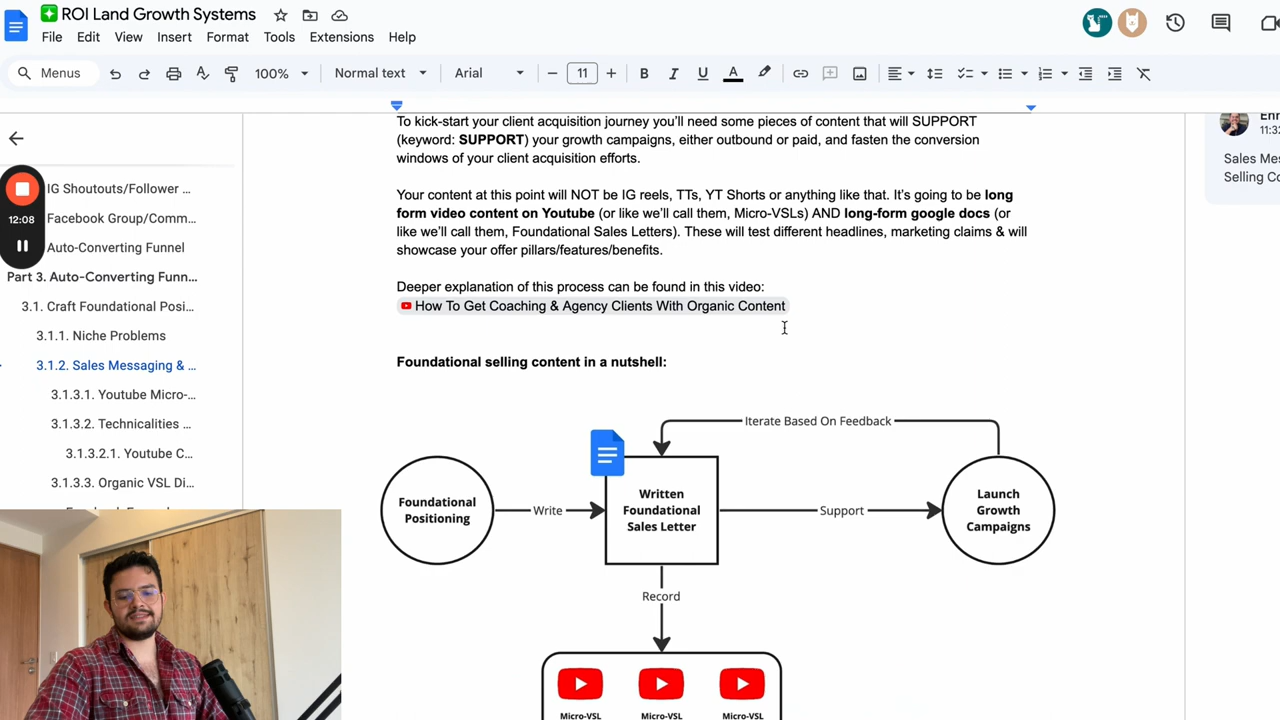 ROI Land Growth Systems
File Edit View Insert Format Tools Extensions Help
Menus 100% Normal text Arial 11 B I U A
12:08
IG Shoutouts/Follower ...
Facebook Group/Comm...
Auto-Converting Funnel
Part 3. Auto-Converting Funn...
3.1. Craft Foundational Posi...
3.1.1. Niche Problems
3.1.2. Sales Messaging & ...
3.1.3.1. Youtube Micro-...
3.1.3.2. Technicalities ...
3.1.3.2.1. Youtube C...
3.1.3.3. Organic VSL Di...
To kick-start your client acquisition journey you'll need some pieces of content that will SUPPORT
(keyword: SUPPORT) your growth campaigns, either outbound or paid, and fasten the conversion
windows of your client acquisition efforts.
Your content at this point will NOT be IG reels, TTs, YT Shorts or anything like that. It's going to be long
form video content on Youtube (or like we'll call them, Micro-VSLs) AND long-form google docs (or
like we'll call them, Foundational Sales Letters). These will test different headlines, marketing claims & will
showcase your offer pillars/features/benefits.
Deeper explanation of this process can be found in this video:
How To Get Coaching & Agency Clients With Organic Content
Foundational selling content in a nutshell:
Iterate Based On Feedback
Foundational
Positioning
Write
Written
Foundational
Sales Letter
Support
Launch
Growth
Campaigns
Record
Micro-VSL Micro-VSL Micro-VSL
11:32
Sales Mes
Selling Co